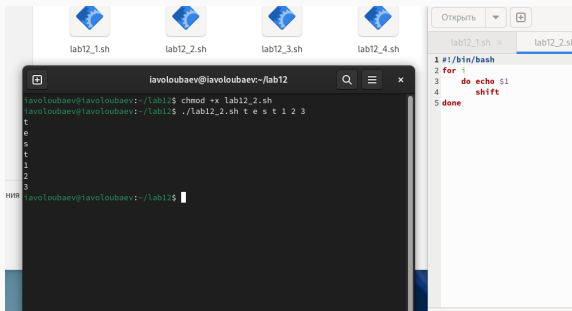 lab12_1.sh
lab12_2.sh
lab12_3.sh
lab12_4.sh
iavoloubaev@iavoloubaev:~/lab12
iavoloubaev@iavoloubaev:~/lab12$ chmod +x lab12_2.sh
iavoloubaev@iavoloubaev:~/lab12$ ./lab12_2.sh t e s t 1 2 3
t
e
s
t
1
2
3
iavoloubaev@iavoloubaev:~/lab12$
ния
Открыть
lab12_1.sh ×
lab12_2.sh
1 #!/bin/bash
2 for i
3 do echo $1
4 shift
5 done